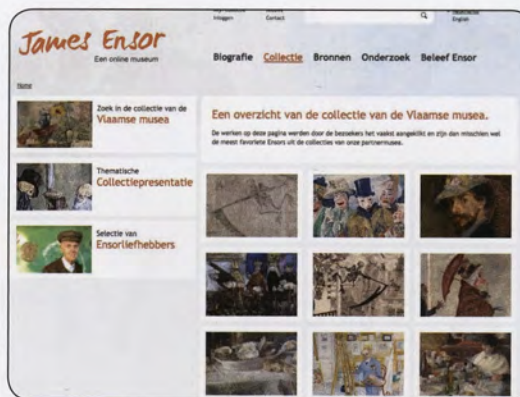 Inloggen
Contact
English
James Ensor
Een online museum
Biografie Collectie Bronnen Onderzoek Beleef Ensor
Home
Zoek in de collectie van de
Vlaamse musea
Thematische
Collectiepresentatie
Selectie van
Ensorliefhebbers
Een overzicht van de collectie van de Vlaamse musea.
De werken op deze pagina werden door de bezoekers het vaakst aangeklikt en zijn dan misschien wel
de meest favoriete Ensors uit de collecties van onze partnermusea.